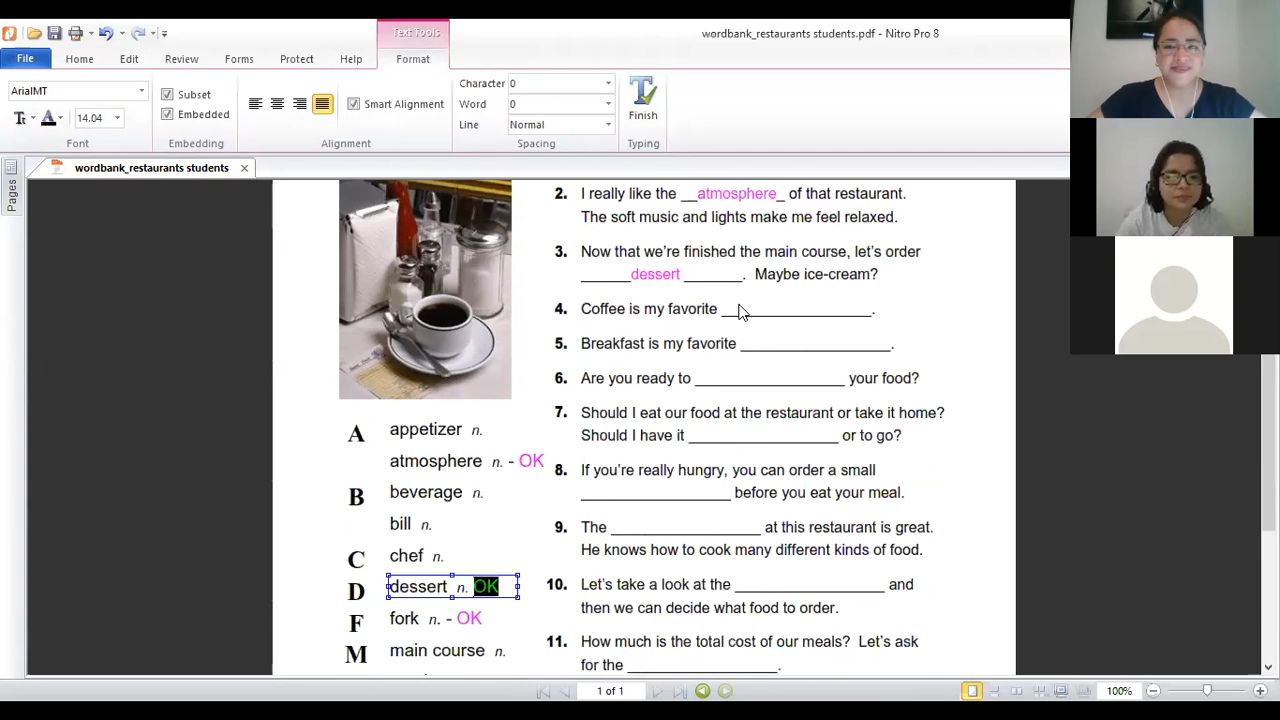 Text Tools
wordbank_restaurants students.pdf - Nitro Pro 8
File Home Edit Review Forms Protect Help Format
ArialMT
Subset
Embedded
Smart Alignment
Character 0
Word 0
Line Normal
Finish
14.04
Font Embedding Alignment Spacing Typing
wordbank_restaurants students
Pages
2. I really like the __atmosphere_ of that restaurant.
The soft music and lights make me feel relaxed.
3. Now that we’re finished the main course, let’s order
______dessert _______. Maybe ice-cream?
4. Coffee is my favorite __________________.
5. Breakfast is my favorite __________________.
6. Are you ready to __________________ your food?
7. Should I eat our food at the restaurant or take it home?
Should I have it __________________ or to go?
8. If you’re really hungry, you can order a small
__________________ before you eat your meal.
9. The __________________ at this restaurant is great.
He knows how to cook many different kinds of food.
10. Let’s take a look at the __________________ and
then we can decide what food to order.
11. How much is the total cost of our meals? Let’s ask
for the __________________.
A appetizer n.
atmosphere n. - OK
B beverage n.
bill n.
C chef n.
D dessert n. OK
F fork n. - OK
M main course n.
1 of 1
100%